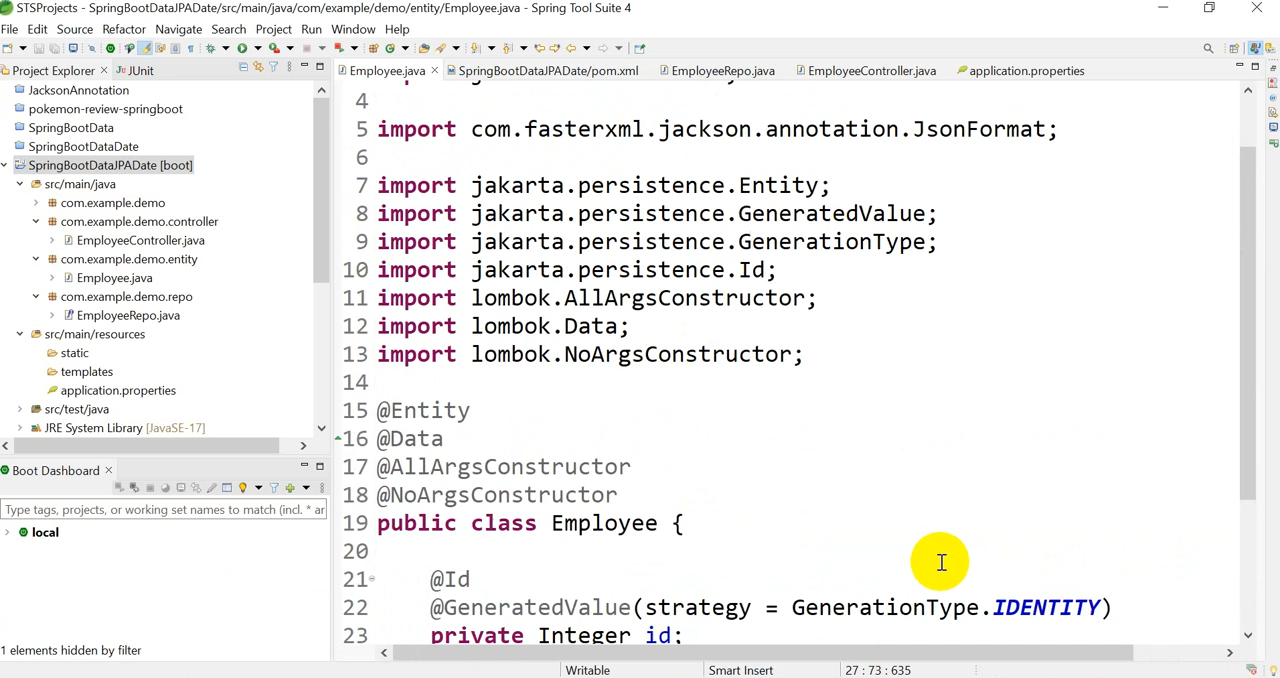 STSProjects - SpringBootDataJPADate/src/main/java/com/example/demo/entity/Employee.java - Spring Tool Suite 4
File Edit Source Refactor Navigate Search Project Run Window Help
Project Explorer
JUnit
JacksonAnnotation
pokemon-review-springboot
SpringBootData
SpringBootDataDate
SpringBootDataJPADate [boot]
src/main/java
com.example.demo
com.example.demo.controller
EmployeeController.java
com.example.demo.entity
Employee.java
com.example.demo.repo
EmployeeRepo.java
src/main/resources
static
templates
application.properties
src/test/java
JRE System Library [JavaSE-17]
Boot Dashboard
Type tags, projects, or working set names to match (incl. * ar
local
1 elements hidden by filter
Employee.java
SpringBootDataJPADate/pom.xml
EmployeeRepo.java
EmployeeController.java
application.properties
4
5 import com.fasterxml.jackson.annotation.JsonFormat;
6
7 import jakarta.persistence.Entity;
8 import jakarta.persistence.GeneratedValue;
9 import jakarta.persistence.GenerationType;
10 import jakarta.persistence.Id;
11 import lombok.AllArgsConstructor;
12 import lombok.Data;
13 import lombok.NoArgsConstructor;
14
15 @Entity
16 @Data
17 @AllArgsConstructor
18 @NoArgsConstructor
19 public class Employee {
20
21 @Id
22 @GeneratedValue(strategy = GenerationType.IDENTITY)
23 private Integer id;
Writable
Smart Insert
27 : 73 : 635